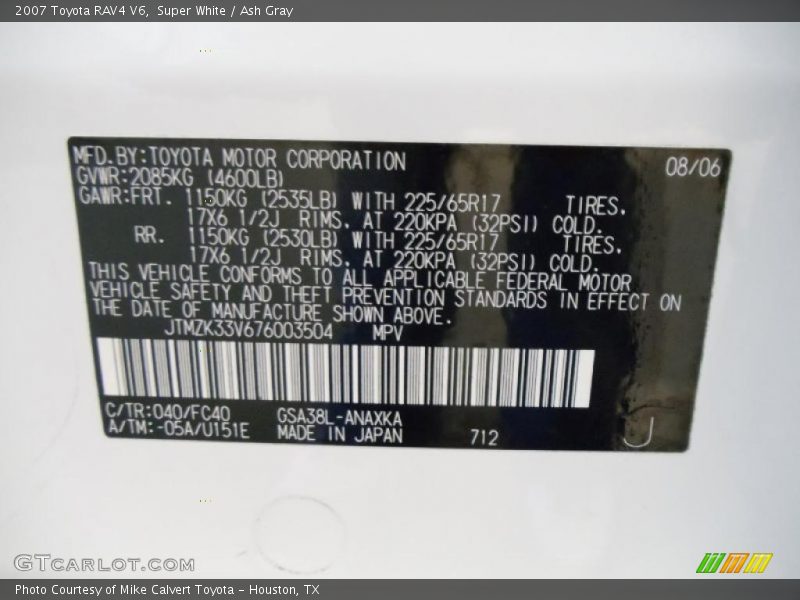 2007 Toyota RAV4 V6, Super White / Ash Gray
MFD.BY:TOYOTA MOTOR CORPORATION 08/06
GVWR:2085KG (4600LB)
GAWR:FRT. 1150KG (2535LB) WITH 225/65R17 TIRES.
17X6 1/2J RIMS. AT 220KPA (32PSI) COLD.
RR. 1150KG (2530LB) WITH 225/65R17 TIRES.
17X6 1/2J RIMS. AT 220KPA (32PSI) COLD.
THIS VEHICLE CONFORMS TO ALL APPLICABLE FEDERAL MOTOR
VEHICLE SAFETY AND THEFT PREVENTION STANDARDS IN EFFECT ON
THE DATE OF MANUFACTURE SHOWN ABOVE.
JTMZK33V676003504 MPV
C/TR:040/FC40 GSA38L-ANAXKA
A/TM:-05A/U151E MADE IN JAPAN 712 J
GTCARLOT.COM
Photo Courtesy of Mike Calvert Toyota - Houston, TX